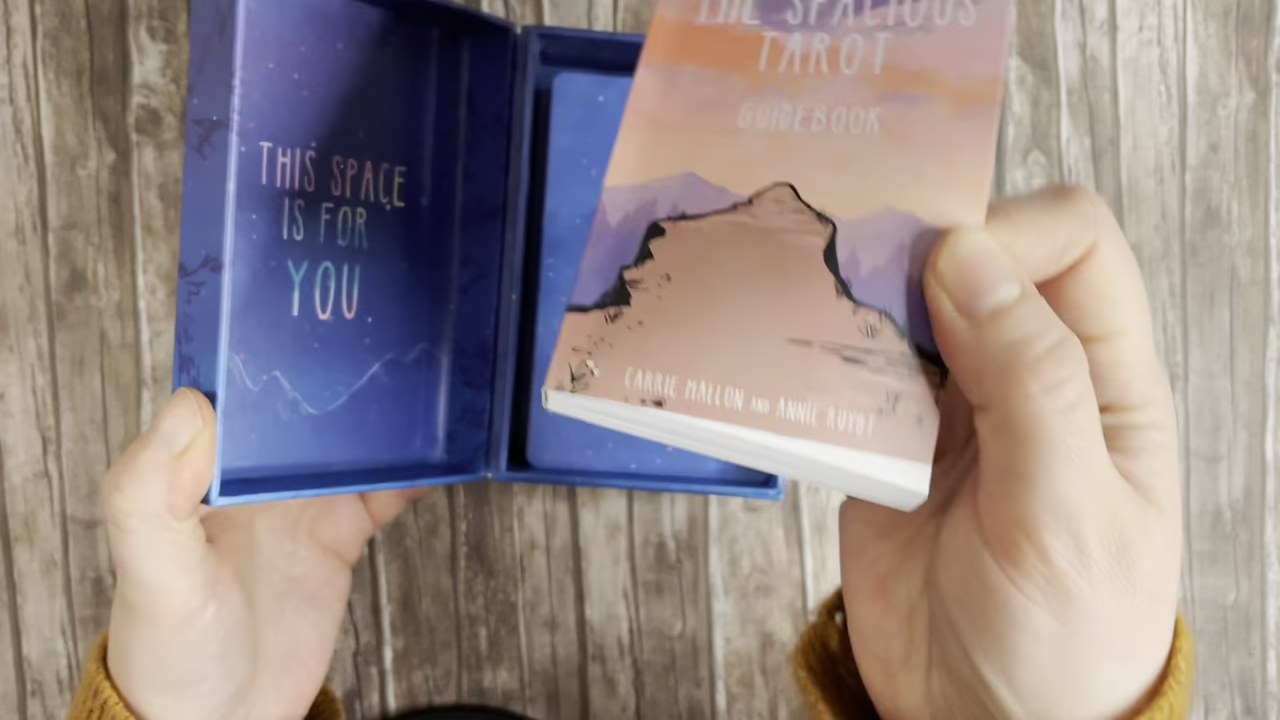 THIS SPACE
IS FOR
YOU.
THE SPACIOUS
TAROT
GUIDEBOOK
CARRIE MALLON AND ANNIE RUYGT